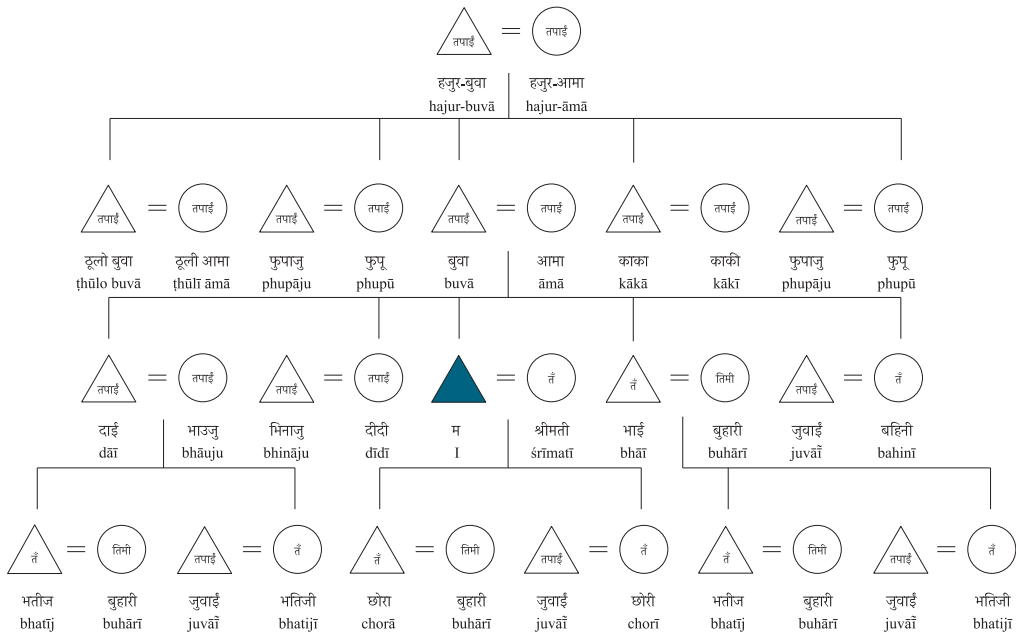 तपाईं तपाईं
हजुर-बुवा हजुर-आमा
hajur-buvā hajur-āmā
तपाईं तपाईं तपाईं तपाईं तपाईं तपाईं तपाईं तपाईं तपाईं तपाईं
ठूलो बुवा ठूली आमा फुपाजु फुपू बुवा आमा काका काकी फुपाजु फुपू
ṭhūlo buvā ṭhūlī āmā phupāju phupū buvā āmā kākā kākī phupāju phupū
तपाईं तपाईं तपाईं तपाईं तँ तँ तिमी तपाईं तँ
दाई भाउजु भिनाजु दीदी म श्रीमती भाई बुहारी जुवाईं बहिनी
dāī bhāuju bhināju dīdī I śrīmatī bhāī buhārī juvāī̃ bahinī
तँ तिमी तपाईं तँ तँ तिमी तपाईं तँ तँ तिमी तपाईं तँ
भतीज बुहारी जुवाईं भतिजी छोरा बुहारी जुवाईं छोरी भतीज बुहारी जुवाईं भतिजी
bhatīj buhārī juvāī̃ bhatijī chorā buhārī juvāī̃ chorī bhatīj buhārī juvāī̃ bhatijī